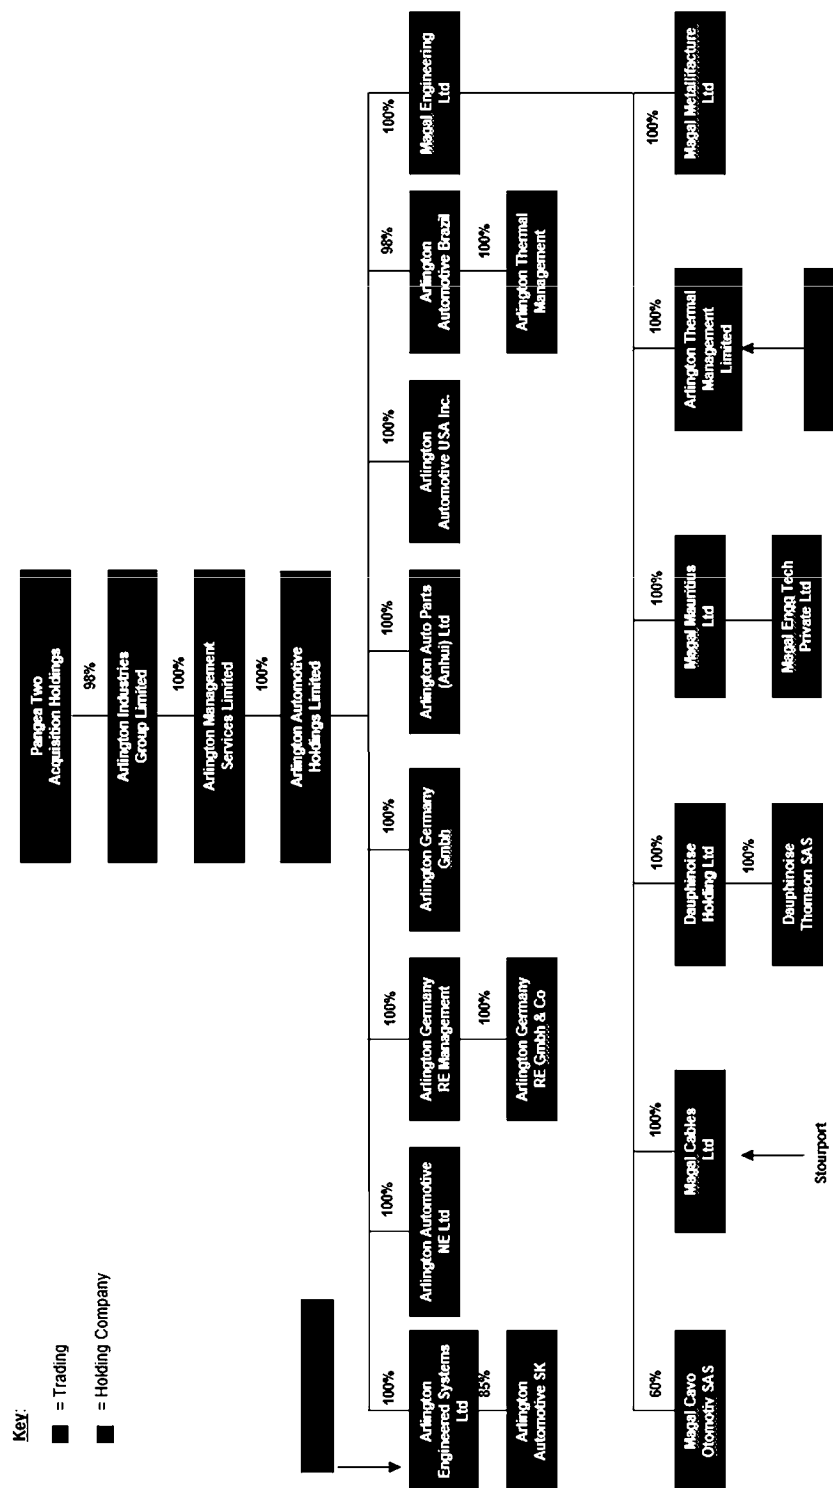 Key:
= Trading
= Holding Company
Pangea Two
Acquisition Holdings
98%
Arlington Industries
Group Limited
100%
Arlington Management
Services Limited
100%
Arlington Automotive
Holdings Limited
100%
Arlington
Engineered Systems
Ltd
85%
Arlington
Automotive SK
100%
Arlington Automotive
NE Ltd
100%
Arlington Germany
RE Management
100%
Arlington Germany
RE Gmbh & Co
100%
Arlington Germany
Gmbh
100%
Arlington Auto Parts
(Anhui) Ltd
100%
Arlington
Automotive USA Inc.
98%
Arlington
Automotive Brazil
100%
Arlington Thermal
Management
100%
Magal Engineering
Ltd
60%
Magal Cavo
Otomotiv SAS
100%
Magal Cables
Ltd
Stourport
100%
Dauphinoise
Holding Ltd
100%
Dauphinoise
Thomson SAS
100%
Magal Mauritius
Ltd
Magal Engg Tech
Private Ltd
100%
Arlington Thermal
Management
Limited
100%
Magal Metallifacture
Ltd